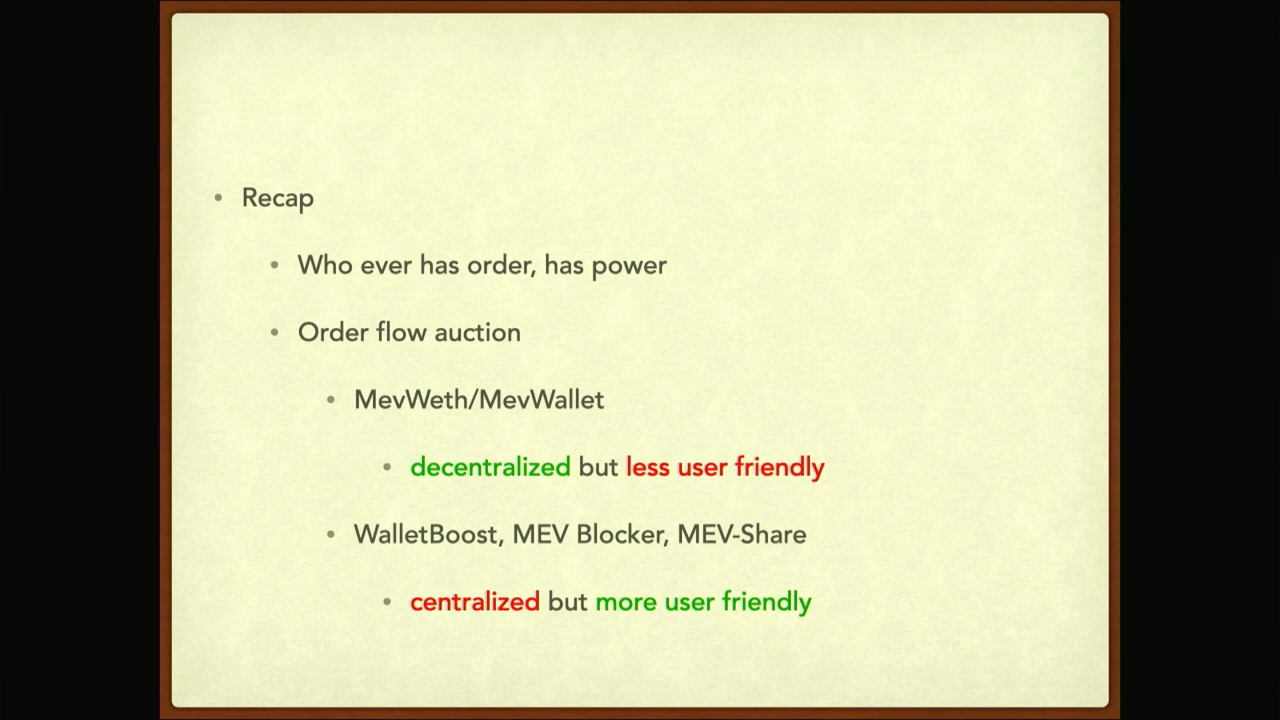 Recap
Who ever has order, has power
Order flow auction
MevWeth/MevWallet
decentralized but less user friendly
WalletBoost, MEV Blocker, MEV-Share
centralized but more user friendly